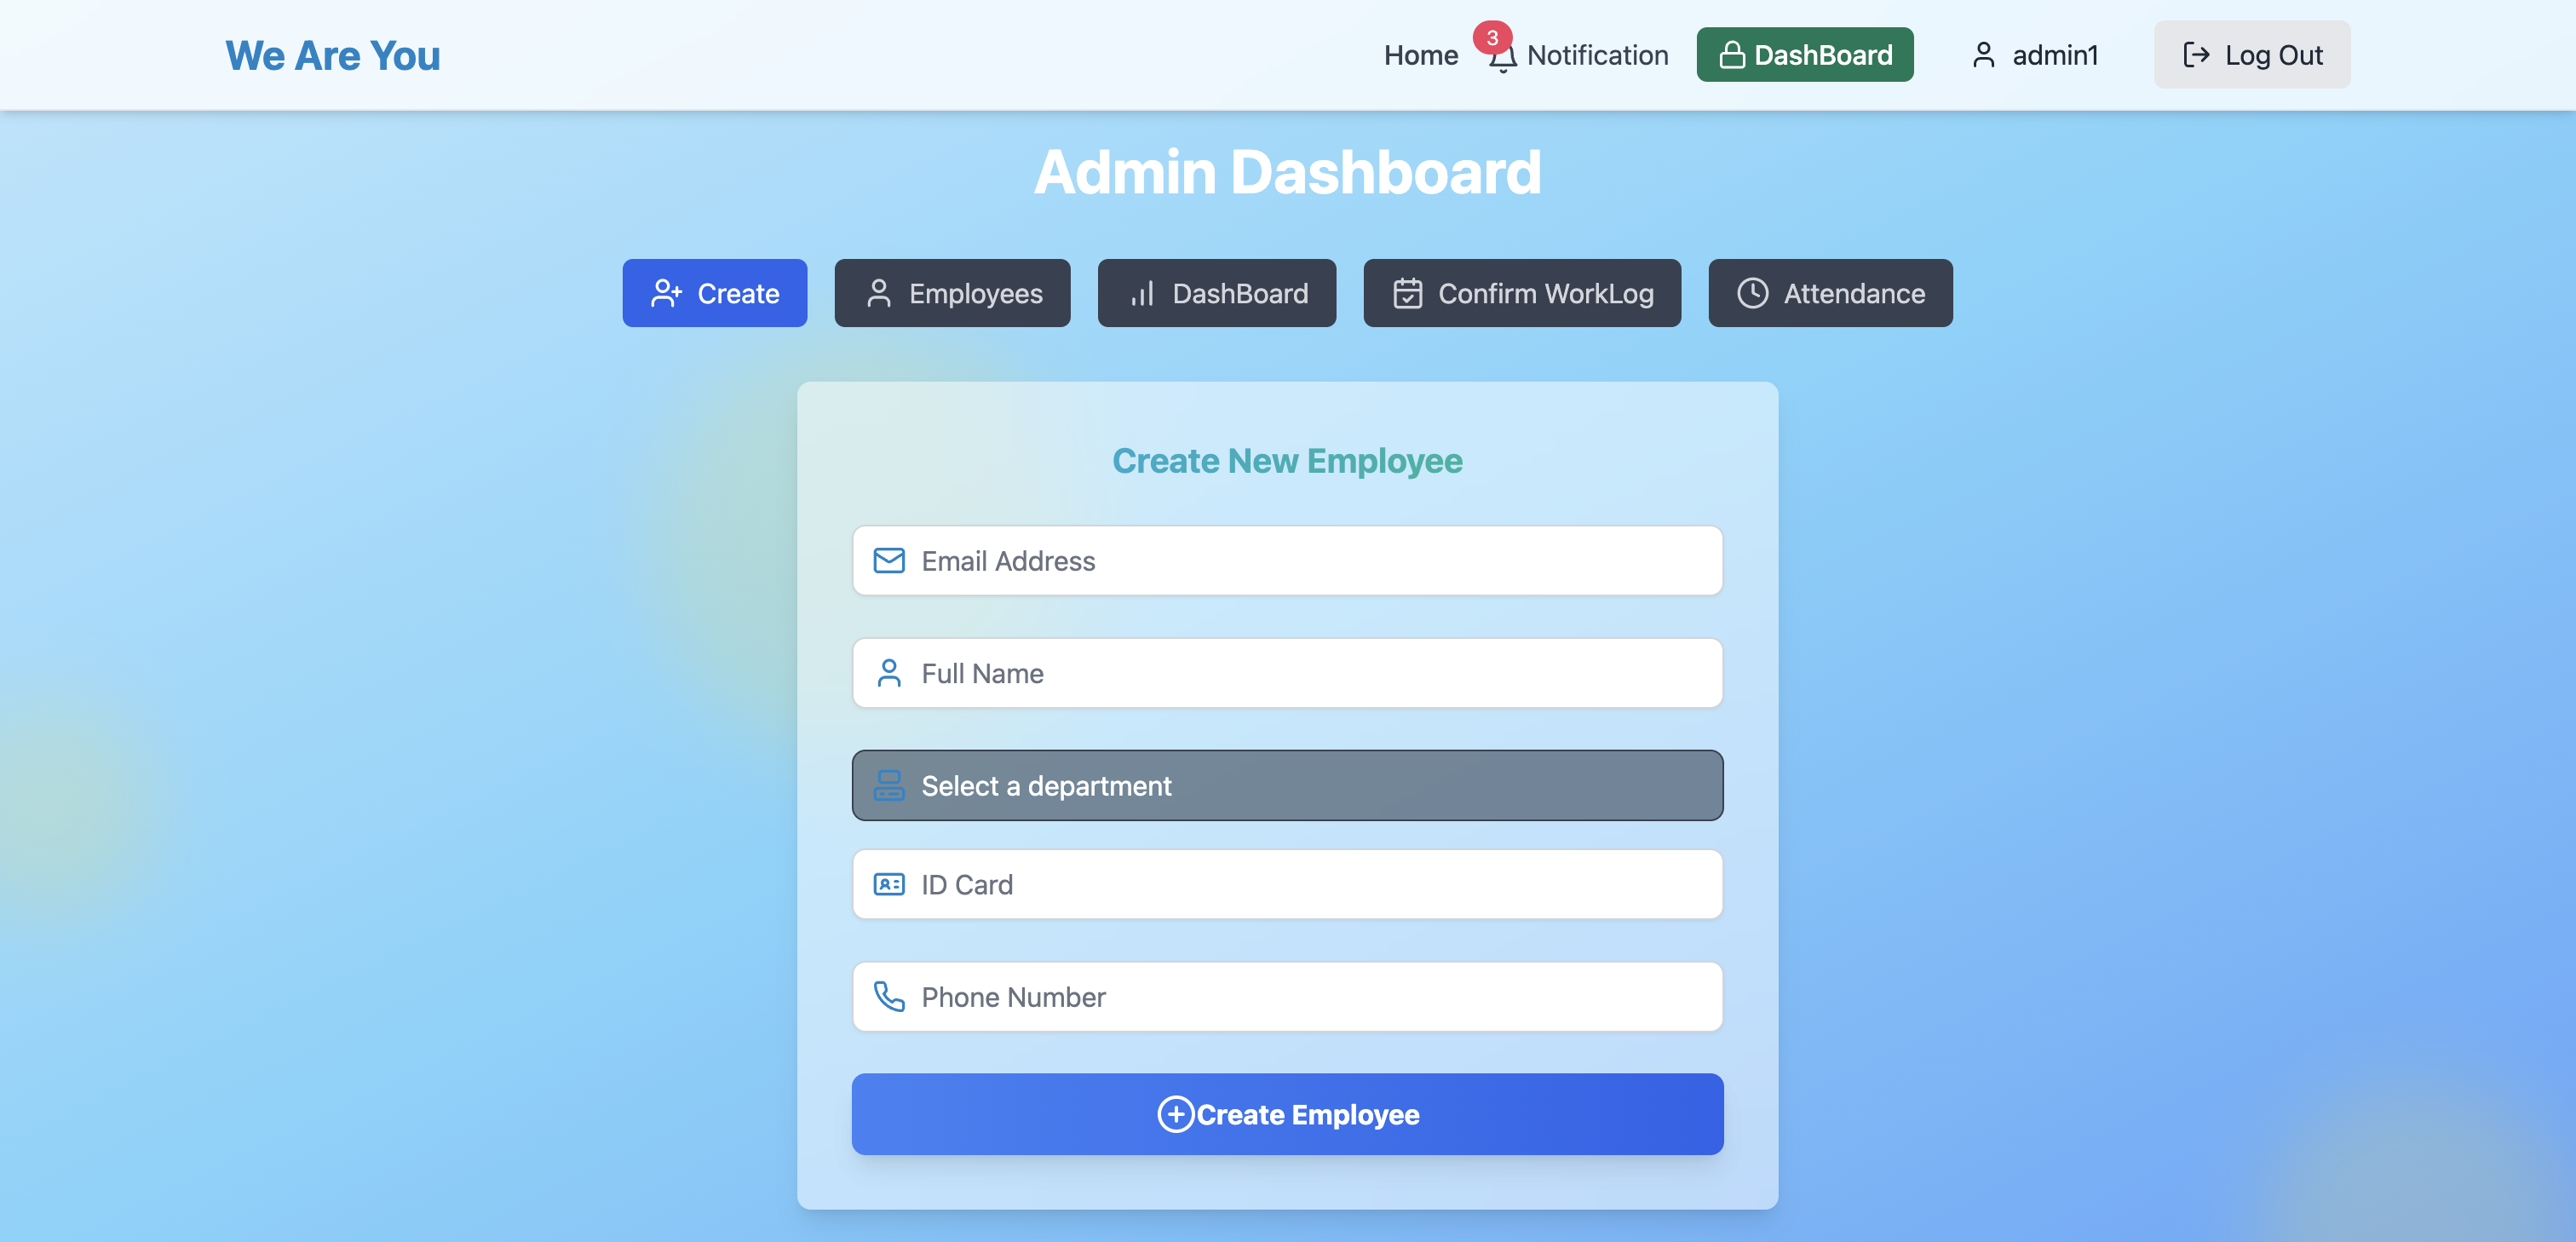 We Are You
Home
3
Notification
DashBoard
admin1
Log Out
Admin Dashboard
Create
Employees
DashBoard
Confirm WorkLog
Attendance
Create New Employee
Email Address
Full Name
Select a department
ID Card
Phone Number
Create Employee